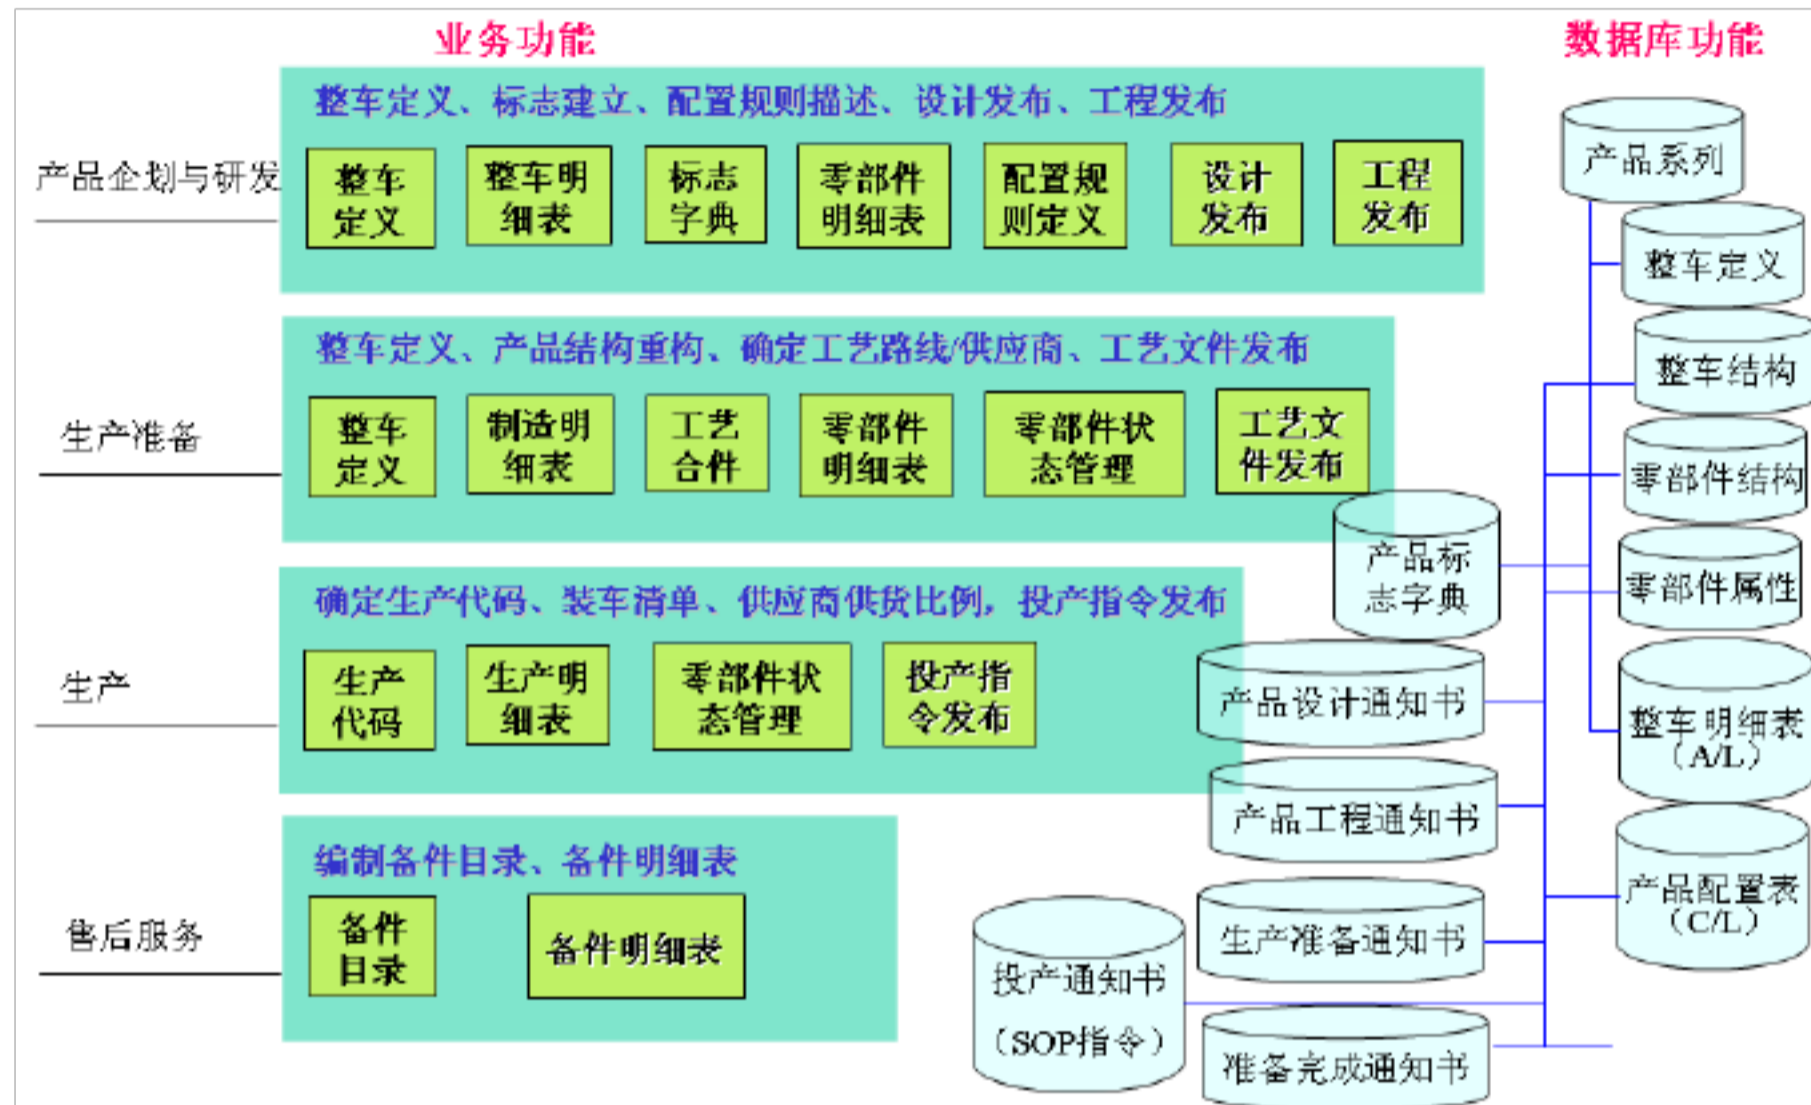 业务功能
数据库功能
产品企划与研发
整车定义、标志建立、配置规则描述、设计发布、工程发布
整车
定义
整车明
细表
标志
字典
零部件
明细表
配置规
则定义
设计
发布
工程
发布
生产准备
整车定义、产品结构重构、确定工艺路线/供应商、工艺文件发布
整车
定义
制造明
细表
工艺
合件
零部件
明细表
零部件状
态管理
工艺文
件发布
生产
确定生产代码、装车清单、供应商供货比例，投产指令发布
生产
代码
生产明
细表
零部件状
态管理
投产指
令发布
售后服务
编制备件目录、备件明细表
备件
目录
备件明细表
产品系列
整车定义
整车结构
零部件结构
零部件属性
整车明细表
（A/L）
产品配置表
（C/L）
产品标
志字典
产品设计通知书
产品工程通知书
生产准备通知书
投产通知书
（SOP指令）
准备完成通知书